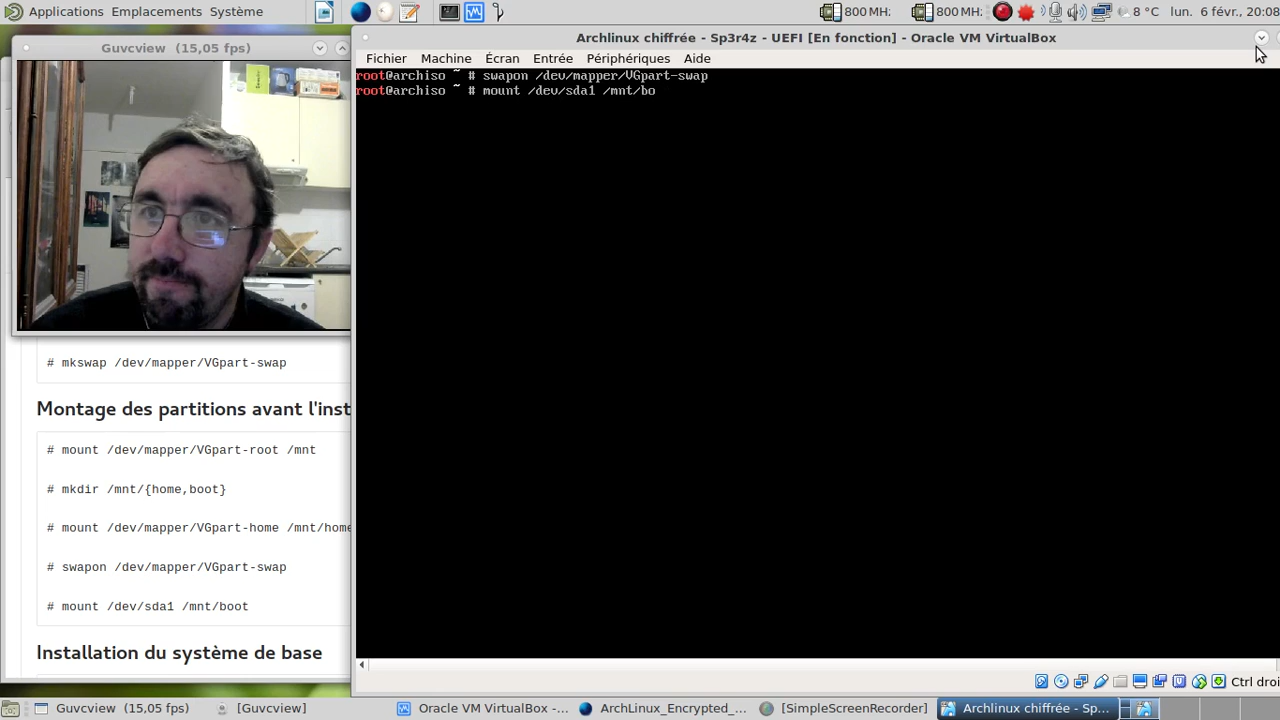 Applications Emplacements Système
800 MHz
800 MHz
8 °C
lun. 6 févr., 20:08
Guvcview (15,05 fps)
Archlinux chiffrée - Sp3r4z - UEFI [En fonction] - Oracle VM VirtualBox
Fichier Machine Écran Entrée Périphériques Aide
root@archiso ~ # swapon /dev/mapper/VGpart-swap
root@archiso ~ # mount /dev/sda1 /mnt/bo
# mkswap /dev/mapper/VGpart-swap
Montage des partitions avant l'inst
# mount /dev/mapper/VGpart-root /mnt
# mkdir /mnt/{home,boot}
# mount /dev/mapper/VGpart-home /mnt/home
# swapon /dev/mapper/VGpart-swap
# mount /dev/sda1 /mnt/boot
Installation du système de base
Ctrl droi
Guvcview (15,05 fps)
[Guvcview]
Oracle VM VirtualBox -...
ArchLinux_Encrypted_...
[SimpleScreenRecorder]
Archlinux chiffrée - Sp...